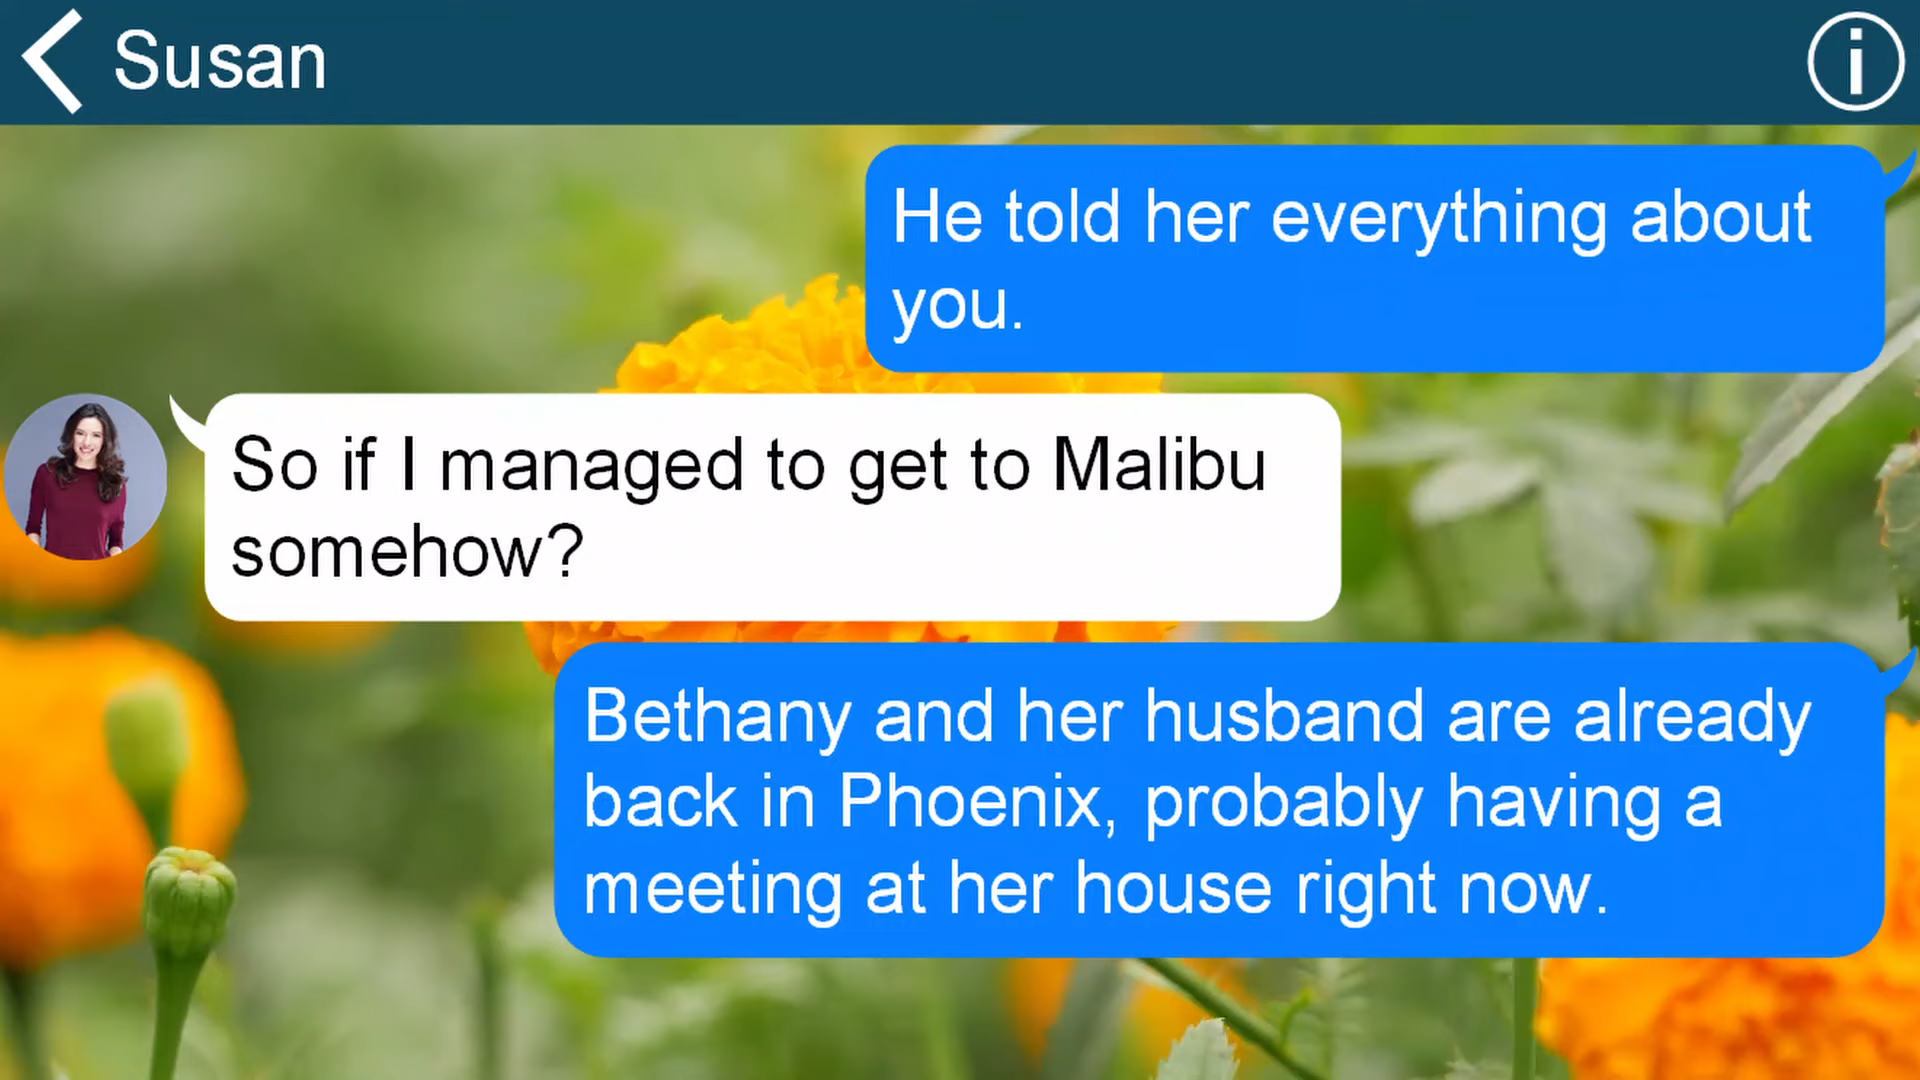 Susan
He told her everything about
you.
So if I managed to get to Malibu
somehow?
Bethany and her husband are already
back in Phoenix, probably having a
meeting at her house right now.